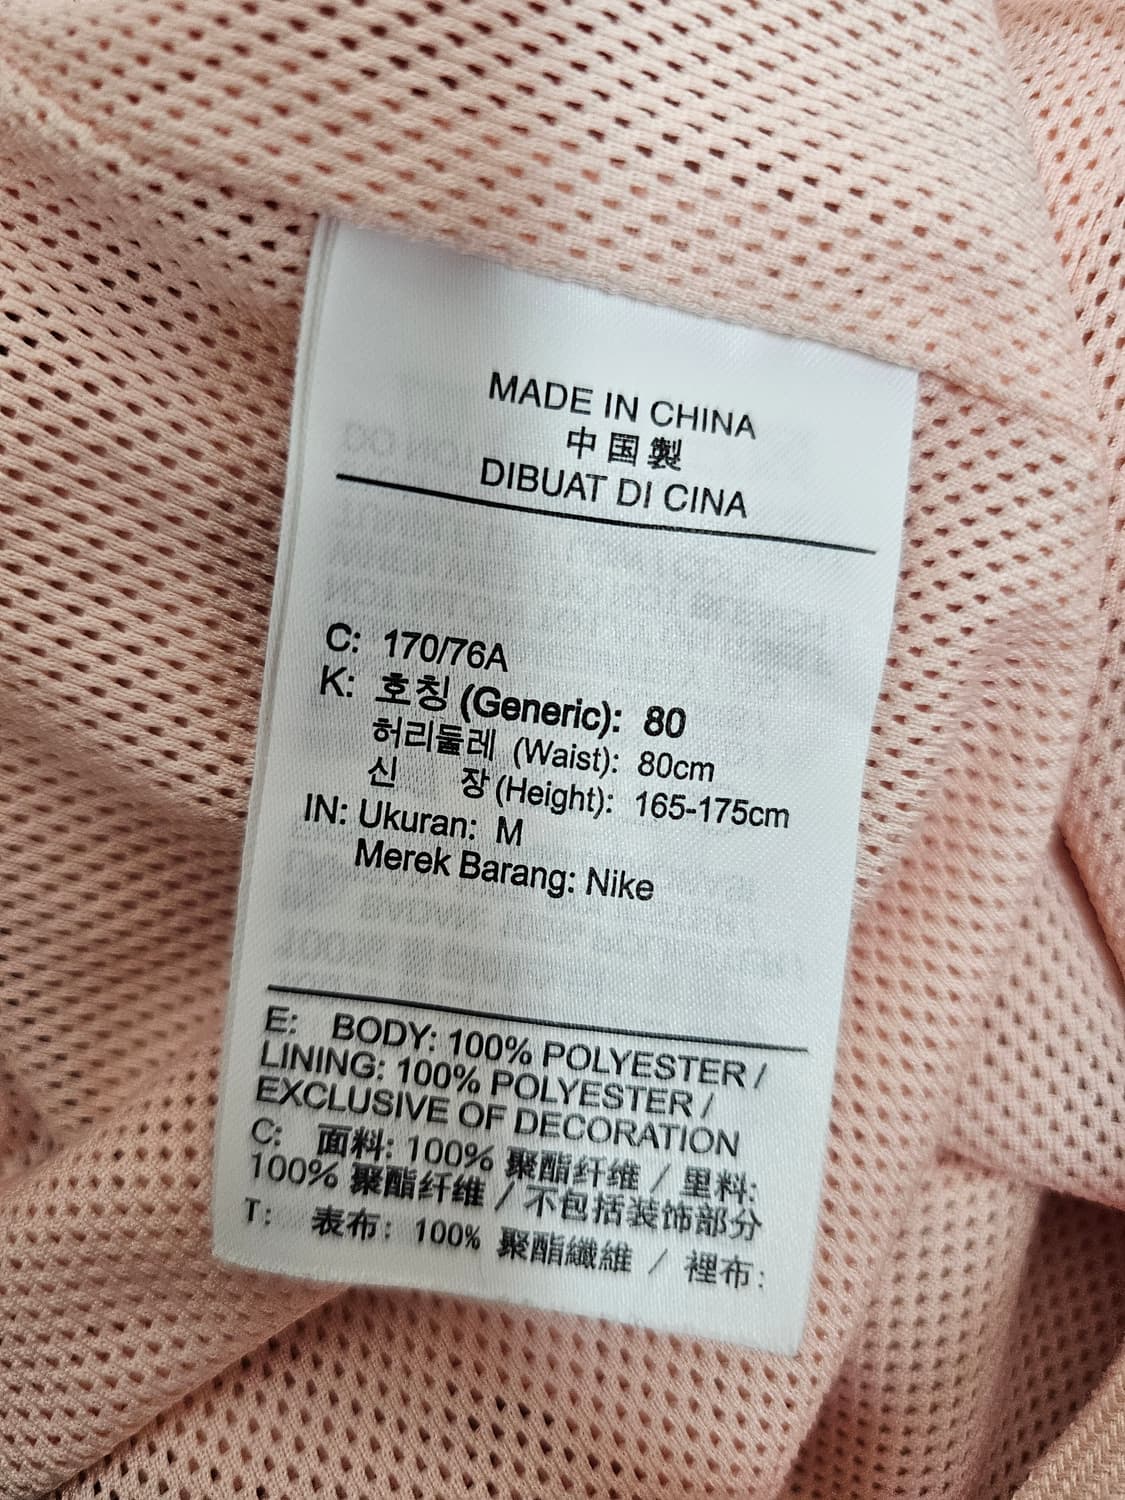 MADE IN CHINA
中国製
DIBUAT DI CINA
C: 170/76A
K: 호칭 (Generic): 80
허리둘레 (Waist): 80cm
신 장 (Height): 165-175cm
IN: Ukuran: M
Merek Barang: Nike
E: BODY: 100% POLYESTER /
LINING: 100% POLYESTER /
EXCLUSIVE OF DECORATION
C: 面料: 100% 聚酯纤维 / 里料:
100% 聚酯纤维 / 不包括装饰部分
T: 表布: 100% 聚酯纖維 / 裡布: